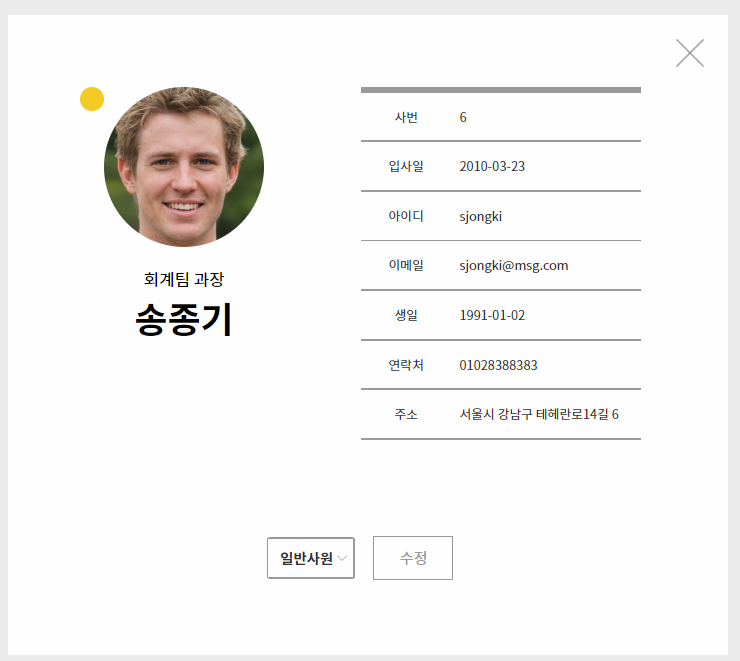 회계팀 과장
송종기
사번 6
입사일 2010-03-23
아이디 sjongki
이메일 sjongki@msg.com
생일 1991-01-02
연락처 01028388383
주소 서울시 강남구 테헤란로14길 6
일반사원 수정